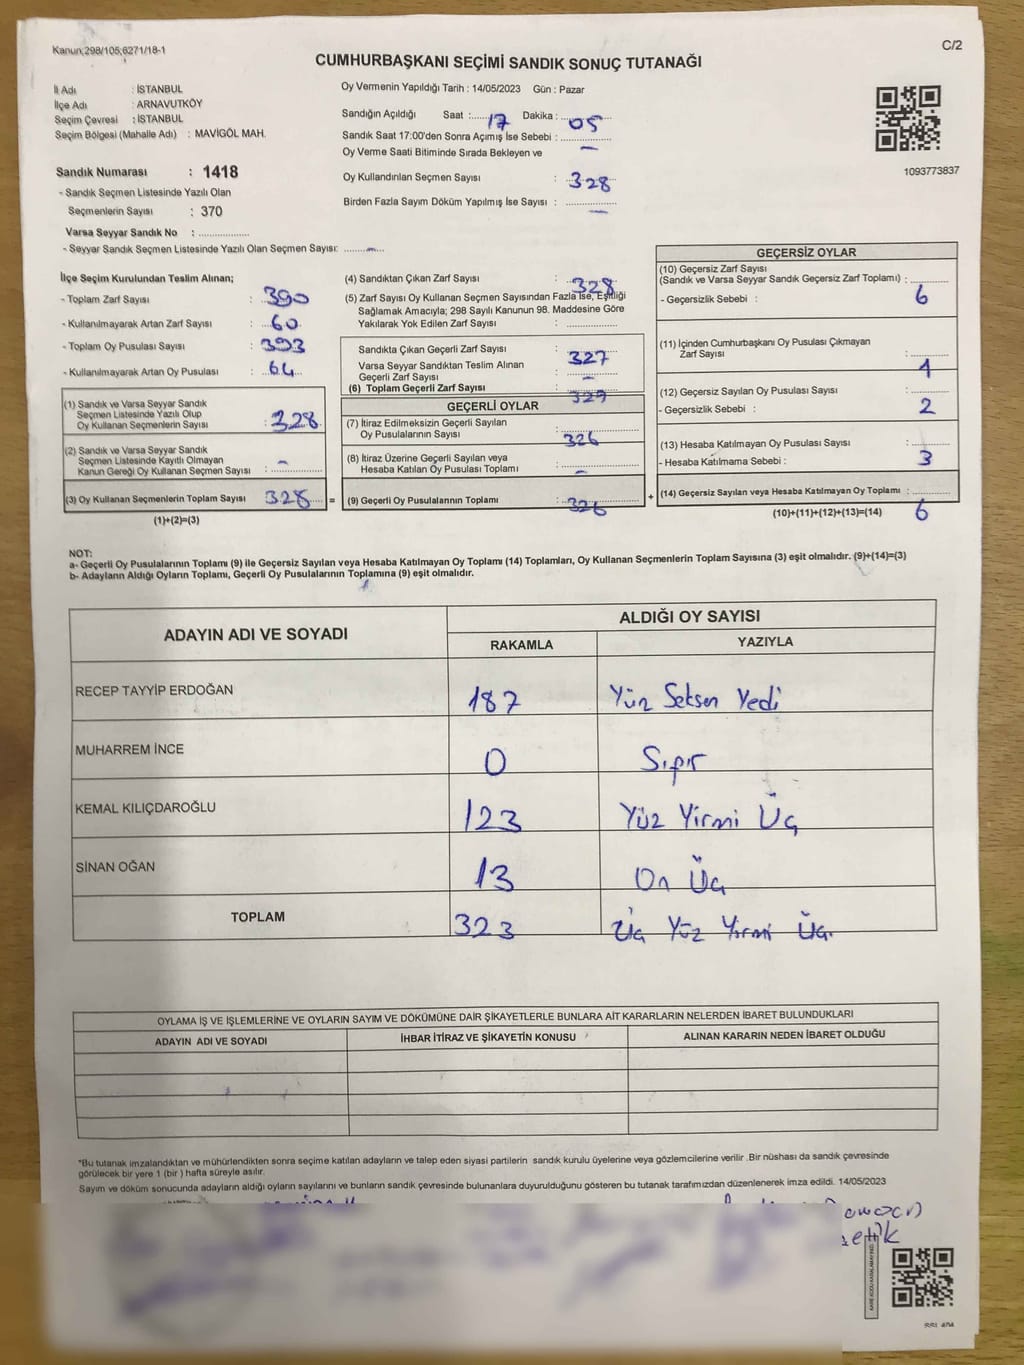 Kanun;298/105;6271/18-1
C/2
CUMHURBAŞKANI SEÇİMİ SANDIK SONUÇ TUTANAĞI
İl Adı : İSTANBUL
İlçe Adı : ARNAVUTKÖY
Seçim Çevresi : İSTANBUL
Seçim Bölgesi (Mahalle Adı) : MAVİGÖL MAH.
Oy Vermenin Yapıldığı Tarih : 14/05/2023 Gün : Pazar
Sandığın Açıldığı Saat : 17 Dakika : 05
Sandık Saat 17:00'den Sonra Açımış İse Sebebi : –
Oy Verme Saati Bitiminde Sırada Bekleyen ve
Oy Kullandırılan Seçmen Sayısı : 328
Birden Fazla Sayım Döküm Yapılmış İse Sayısı : –
1093773837
Sandık Numarası : 1418
- Sandık Seçmen Listesinde Yazılı Olan
Seçmenlerin Sayısı : 370
Varsa Seyyar Sandık No :
- Seyyar Sandık Seçmen Listesinde Yazılı Olan Seçmen Sayısı: –
İlçe Seçim Kurulundan Teslim Alınan;
- Toplam Zarf Sayısı : 390
- Kullanılmayarak Artan Zarf Sayısı : 60
- Toplam Oy Pusulası Sayısı : 393
- Kullanılmayarak Artan Oy Pusulası : 64
(1) Sandık ve Varsa Seyyar Sandık
Seçmen Listesinde Yazılı Olup
Oy Kullanan Seçmenlerin Sayısı : 328
(2) Sandık ve Varsa Seyyar Sandık
Seçmen Listesinde Kayıtlı Olmayan
Kanun Gereği Oy Kullanan Seçmen Sayısı : –
(3) Oy Kullanan Seçmenlerin Toplam Sayısı 328 =
(1)+(2)=(3)
(4) Sandıktan Çıkan Zarf Sayısı : 328
(5) Zarf Sayısı Oy Kullanan Seçmen Sayısından Fazla İse, Eşitliği
Sağlamak Amacıyla; 298 Sayılı Kanunun 98. Maddesine Göre
Yakılarak Yok Edilen Zarf Sayısı :
Sandıkta Çıkan Geçerli Zarf Sayısı : 327
Varsa Seyyar Sandıktan Teslim Alınan
Geçerli Zarf Sayısı : –
(6) Toplam Geçerli Zarf Sayısı : 327
GEÇERLİ OYLAR
(7) İtiraz Edilmeksizin Geçerli Sayılan
Oy Pusulalarının Sayısı : 326
(8) İtiraz Üzerine Geçerli Sayılan veya
Hesaba Katılan Oy Pusulası Toplamı : –
(9) Geçerli Oy Pusulalarının Toplamı : 326 +
GEÇERSİZ OYLAR
(10) Geçersiz Zarf Sayısı
(Sandık ve Varsa Seyyar Sandık Geçersiz Zarf Toplamı) :
- Geçersizlik Sebebi : 6
(11) İçinden Cumhurbaşkanı Oy Pusulası Çıkmayan
Zarf Sayısı : 1
(12) Geçersiz Sayılan Oy Pusulası Sayısı :
- Geçersizlik Sebebi : 2
(13) Hesaba Katılmayan Oy Pusulası Sayısı :
- Hesaba Katılmama Sebebi : 3
(14) Geçersiz Sayılan veya Hesaba Katılmayan Oy Toplamı :
(10)+(11)+(12)+(13)=(14) 6
NOT:
a- Geçerli Oy Pusulalarının Toplamı (9) ile Geçersiz Sayılan veya Hesaba Katılmayan Oy Toplamı (14) Toplamları, Oy Kullanan Seçmenlerin Toplam Sayısına (3) eşit olmalıdır. (9)+(14)=(3)
b- Adayların Aldığı Oyların Toplamı, Geçerli Oy Pusulalarının Toplamına (9) eşit olmalıdır.
ADAYIN ADI VE SOYADI
ALDIĞI OY SAYISI
RAKAMLA YAZIYLA
RECEP TAYYİP ERDOĞAN 187 Yüz Seksen Yedi
MUHARREM İNCE 0 Sıfır
KEMAL KILIÇDAROĞLU 123 Yüz Yirmi Üç
SİNAN OĞAN 13 On Üç
TOPLAM 323 Üç Yüz Yirmi Üç.
OYLAMA İŞ VE İŞLEMLERİNE VE OYLARIN SAYIM VE DÖKÜMÜNE DAİR ŞİKAYETLERLE BUNLARA AİT KARARLARIN NELERDEN İBARET BULUNDUKLARI
ADAYIN ADI VE SOYADI İHBAR İTİRAZ VE ŞİKAYETİN KONUSU ALINAN KARARIN NEDEN İBARET OLDUĞU
*Bu tutanak imzalandıktan ve mühürlendikten sonra seçime katılan adayların ve talep eden siyasi partilerin sandık kurulu üyelerine veya gözlemcilerine verilir .Bir nüshası da sandık çevresinde
görülecek bir yere 1 (bir ) hafta süreyle asılır.
Sayım ve döküm sonucunda adayların aldığı oyların sayılarını ve bunların sandık çevresinde bulunanlara duyurulduğunu gösteren bu tutanak tarafımızdan düzenlenerek imza edildi. 14/05/2023